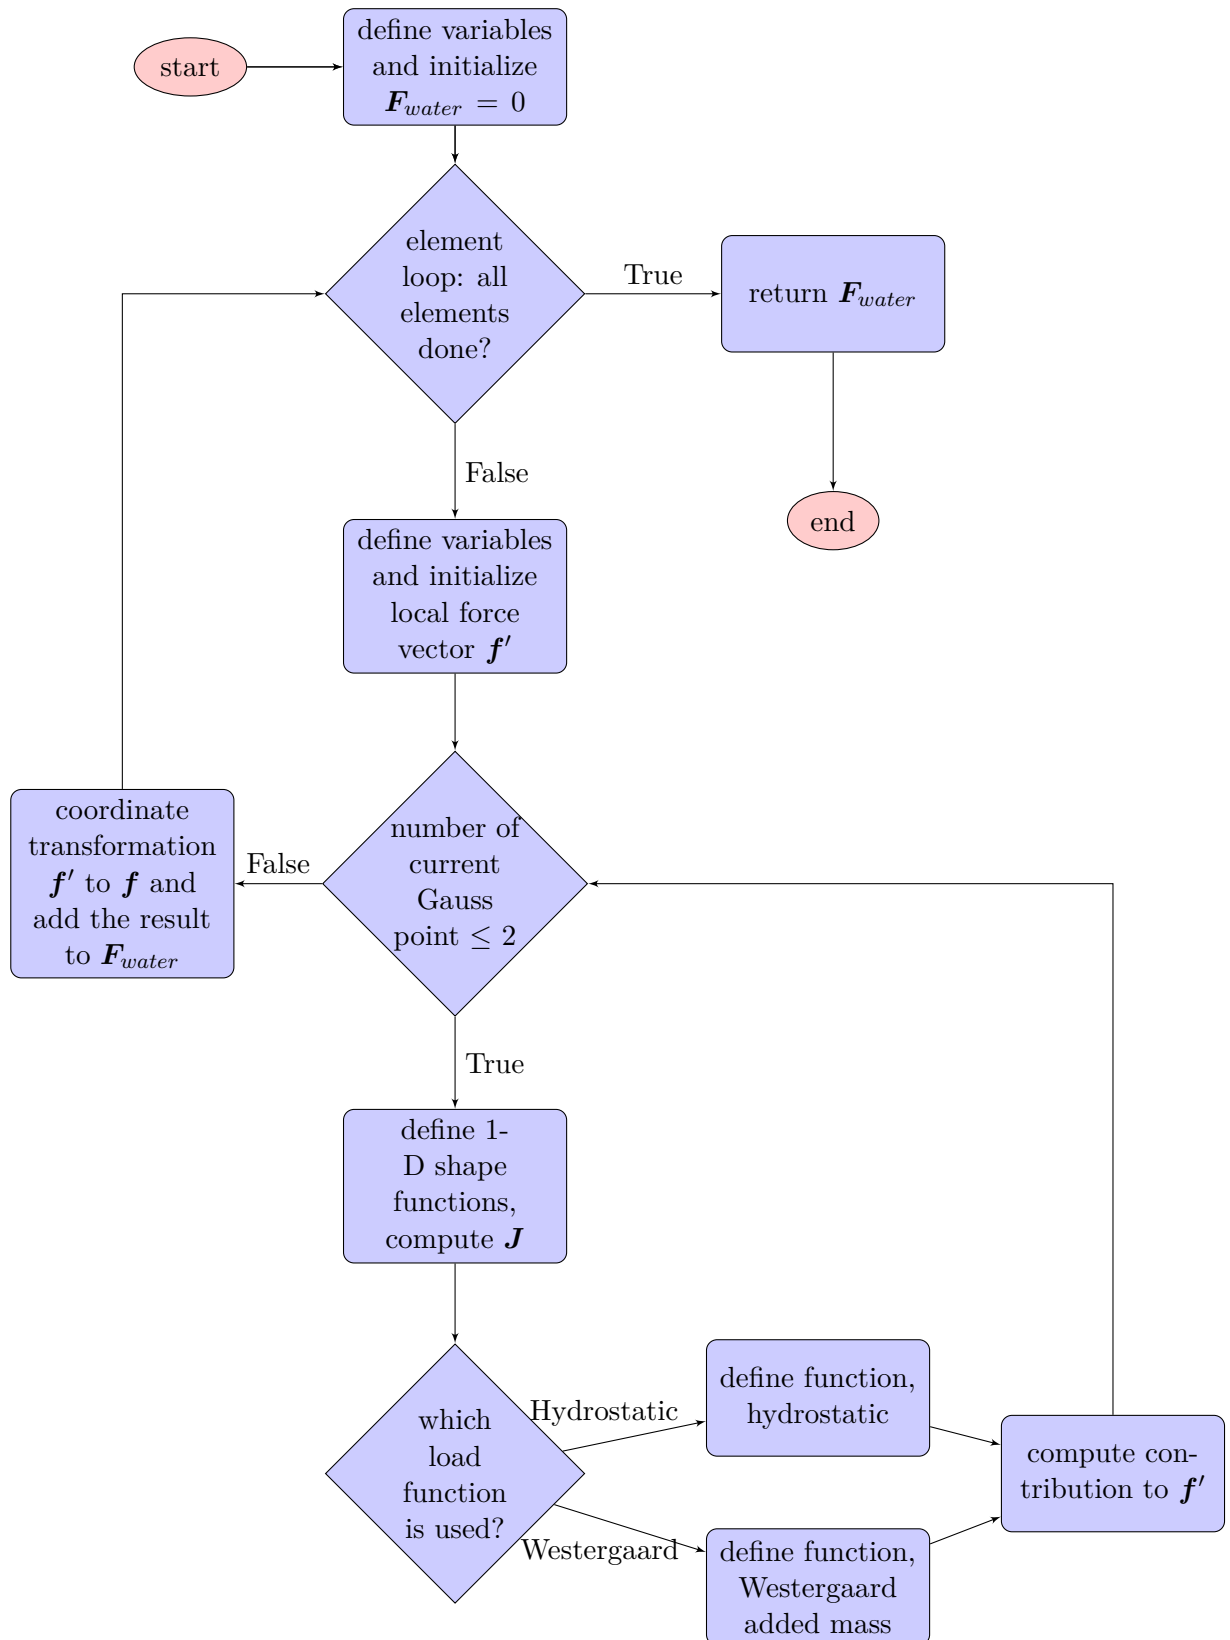 start
define variables
and initialize
F_water = 0
element
loop: all
elements
done?
True
return F_water
False
end
define variables
and initialize
local force
vector f′
number of
current
Gauss
point ≤ 2
False
coordinate
transformation
f′ to f and
add the result
to F_water
True
define 1-
D shape
functions,
compute J
which
load
function
is used?
Hydrostatic
define function,
hydrostatic
Westergaard
define function,
Westergaard
added mass
compute con-
tribution to f′